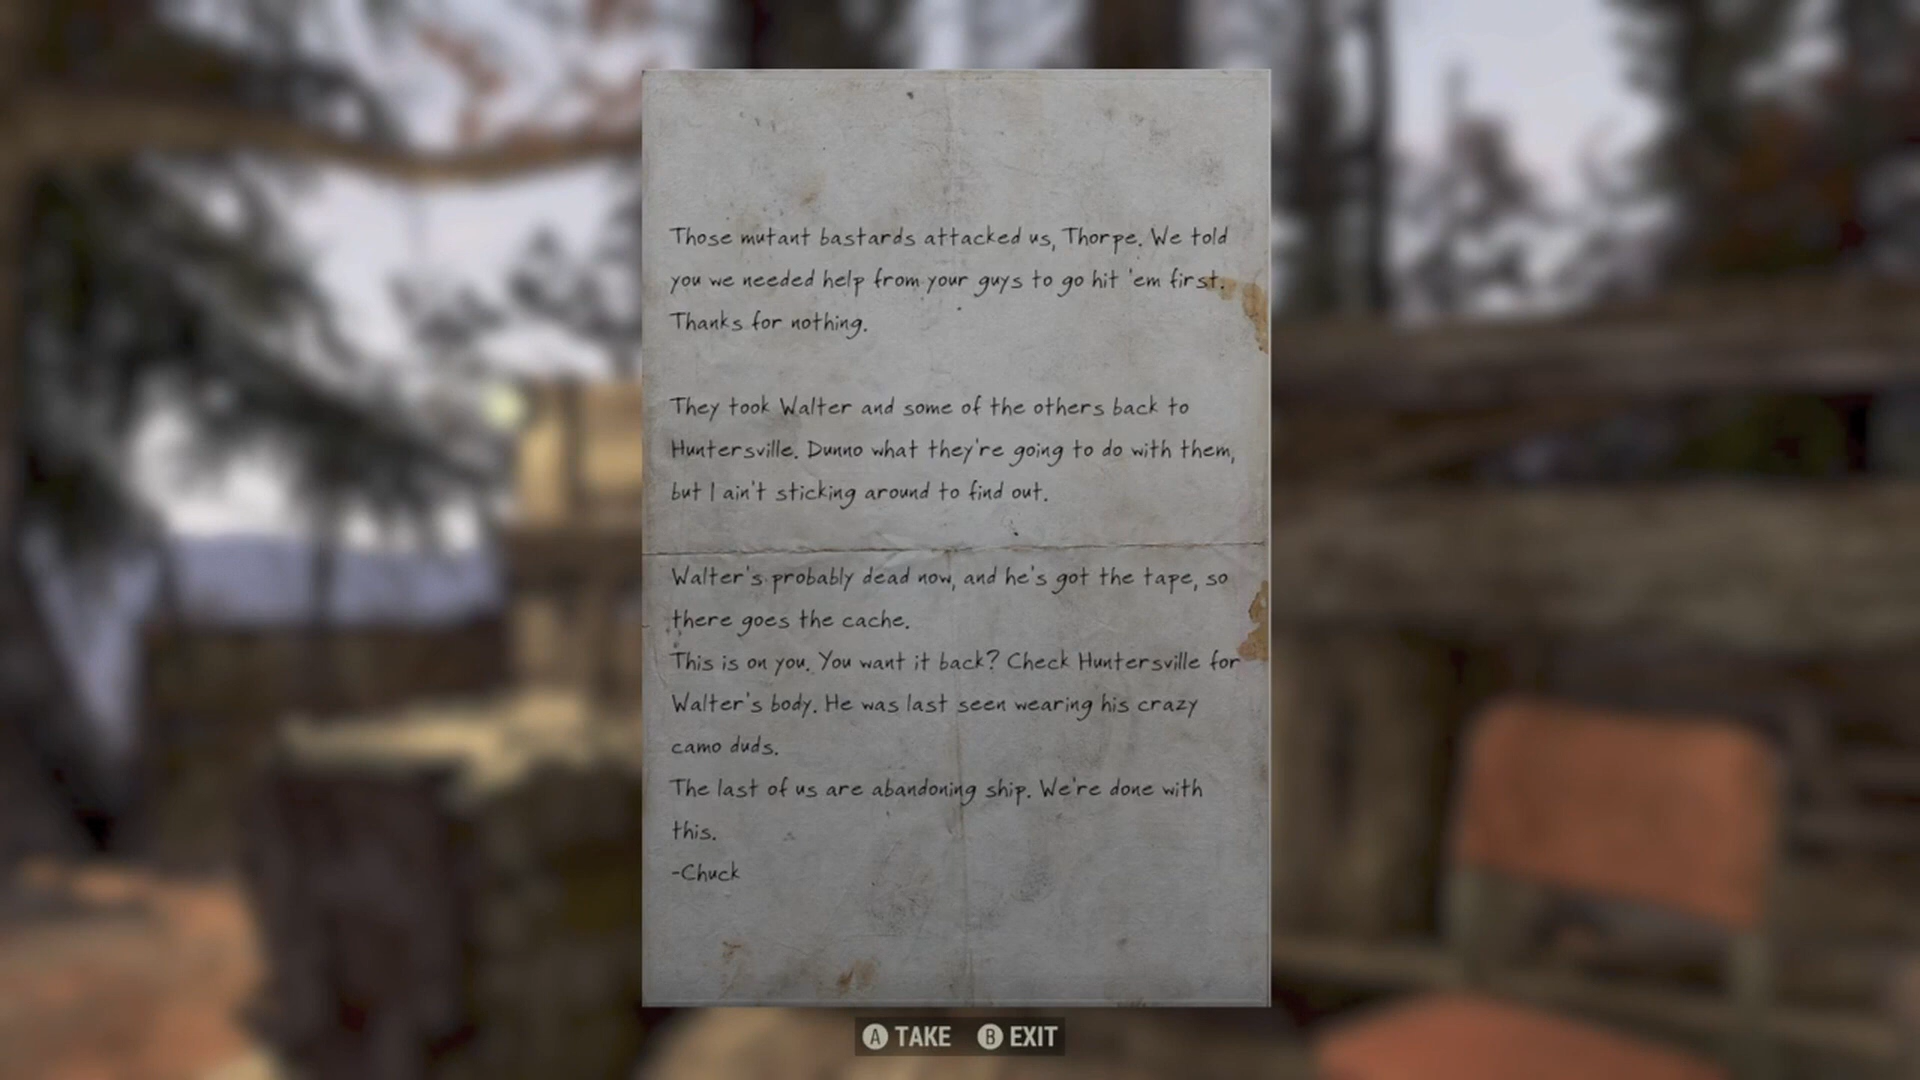 Those mutant bastards attacked us, Thorpe. We told
you we needed help from your guys to go hit 'em first.
Thanks for nothing.
They took Walter and some of the others back to
Huntersville. Dunno what they're going to do with them,
but I ain't sticking around to find out.
Walter's probably dead now, and he's got the tape, so
there goes the cache.
This is on you. You want it back? Check Huntersville for
Walter's body. He was last seen wearing his crazy
camo duds.
The last of us are abandoning ship. We're done with
this.
-Chuck
A TAKE B EXIT